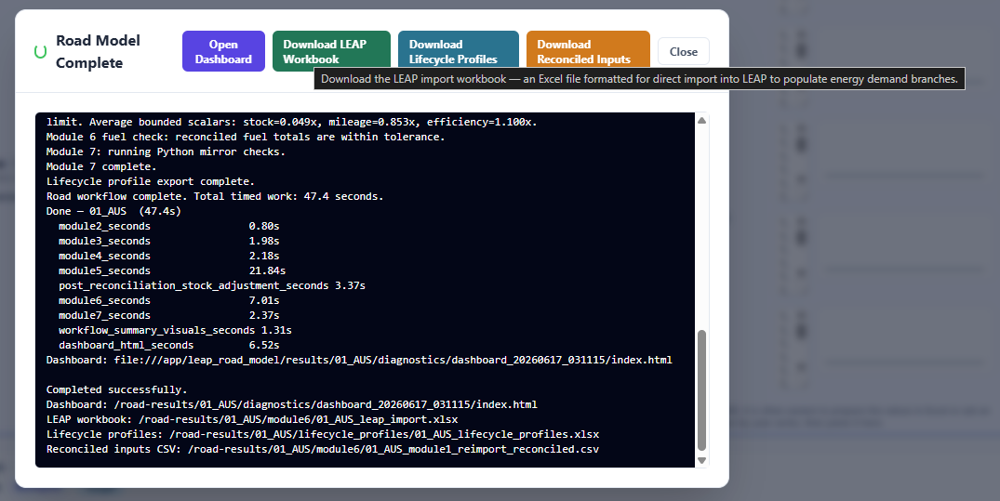 Road Model
Complete
Open
Dashboard
Download LEAP
Workbook
Download
Lifecycle Profiles
Download
Reconciled Inputs
Close
Download the LEAP import workbook — an Excel file formatted for direct import into LEAP to populate energy demand branches.
limit. Average bounded scalars: stock=0.049x, mileage=0.853x, efficiency=1.100x.
Module 6 fuel check: reconciled fuel totals are within tolerance.
Module 7: running Python mirror checks.
Module 7 complete.
Lifecycle profile export complete.
Road workflow complete. Total timed work: 47.4 seconds.
Done — 01_AUS  (47.4s)
module2_seconds 0.80s
module3_seconds 1.98s
module4_seconds 2.18s
module5_seconds 21.84s
post_reconciliation_stock_adjustment_seconds 3.37s
module6_seconds 7.01s
module7_seconds 2.37s
workflow_summary_visuals_seconds 1.31s
dashboard_html_seconds 6.52s
Dashboard: file:///app/leap_road_model/results/01_AUS/diagnostics/dashboard_20260617_031115/index.html
Completed successfully.
Dashboard: /road-results/01_AUS/diagnostics/dashboard_20260617_031115/index.html
LEAP workbook: /road-results/01_AUS/module6/01_AUS_leap_import.xlsx
Lifecycle profiles: /road-results/01_AUS/lifecycle_profiles/01_AUS_lifecycle_profiles.xlsx
Reconciled inputs CSV: /road-results/01_AUS/module6/01_AUS_module1_reimport_reconciled.csv